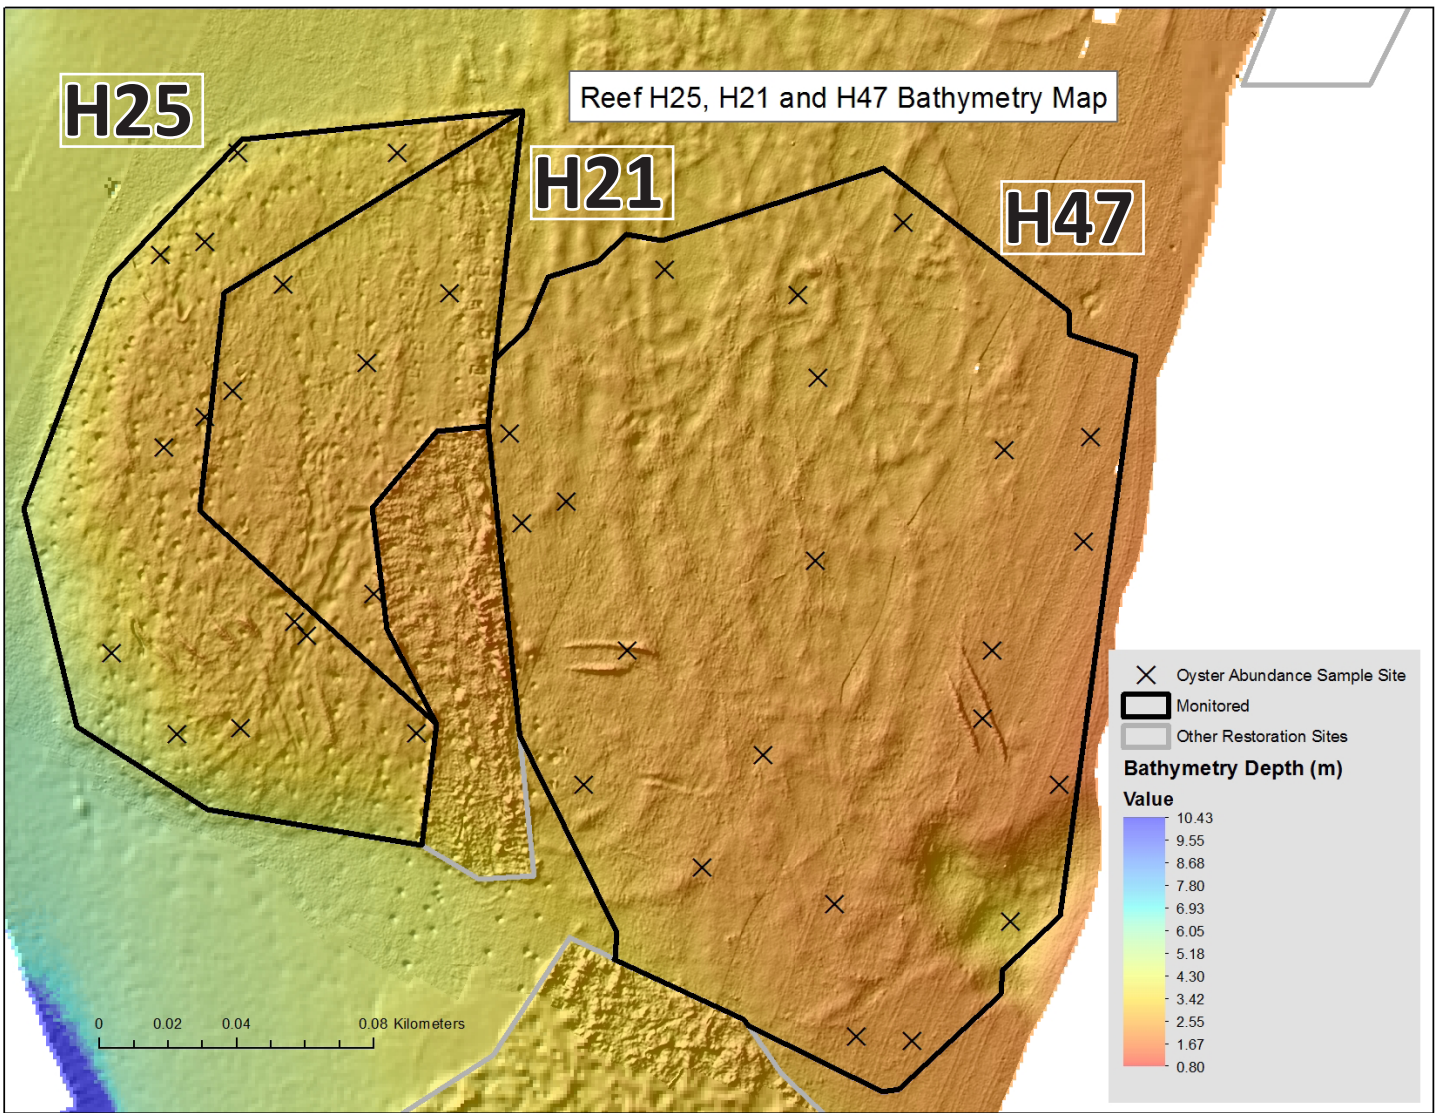 H25
Reef H25, H21 and H47 Bathymetry Map
H21
H47
Oyster Abundance Sample Site
Monitored
Other Restoration Sites
Bathymetry Depth (m)
Value
10.43
9.55
8.68
7.80
6.93
6.05
5.18
4.30
3.42
2.55
1.67
0.80
0 0.02 0.04 0.08 Kilometers